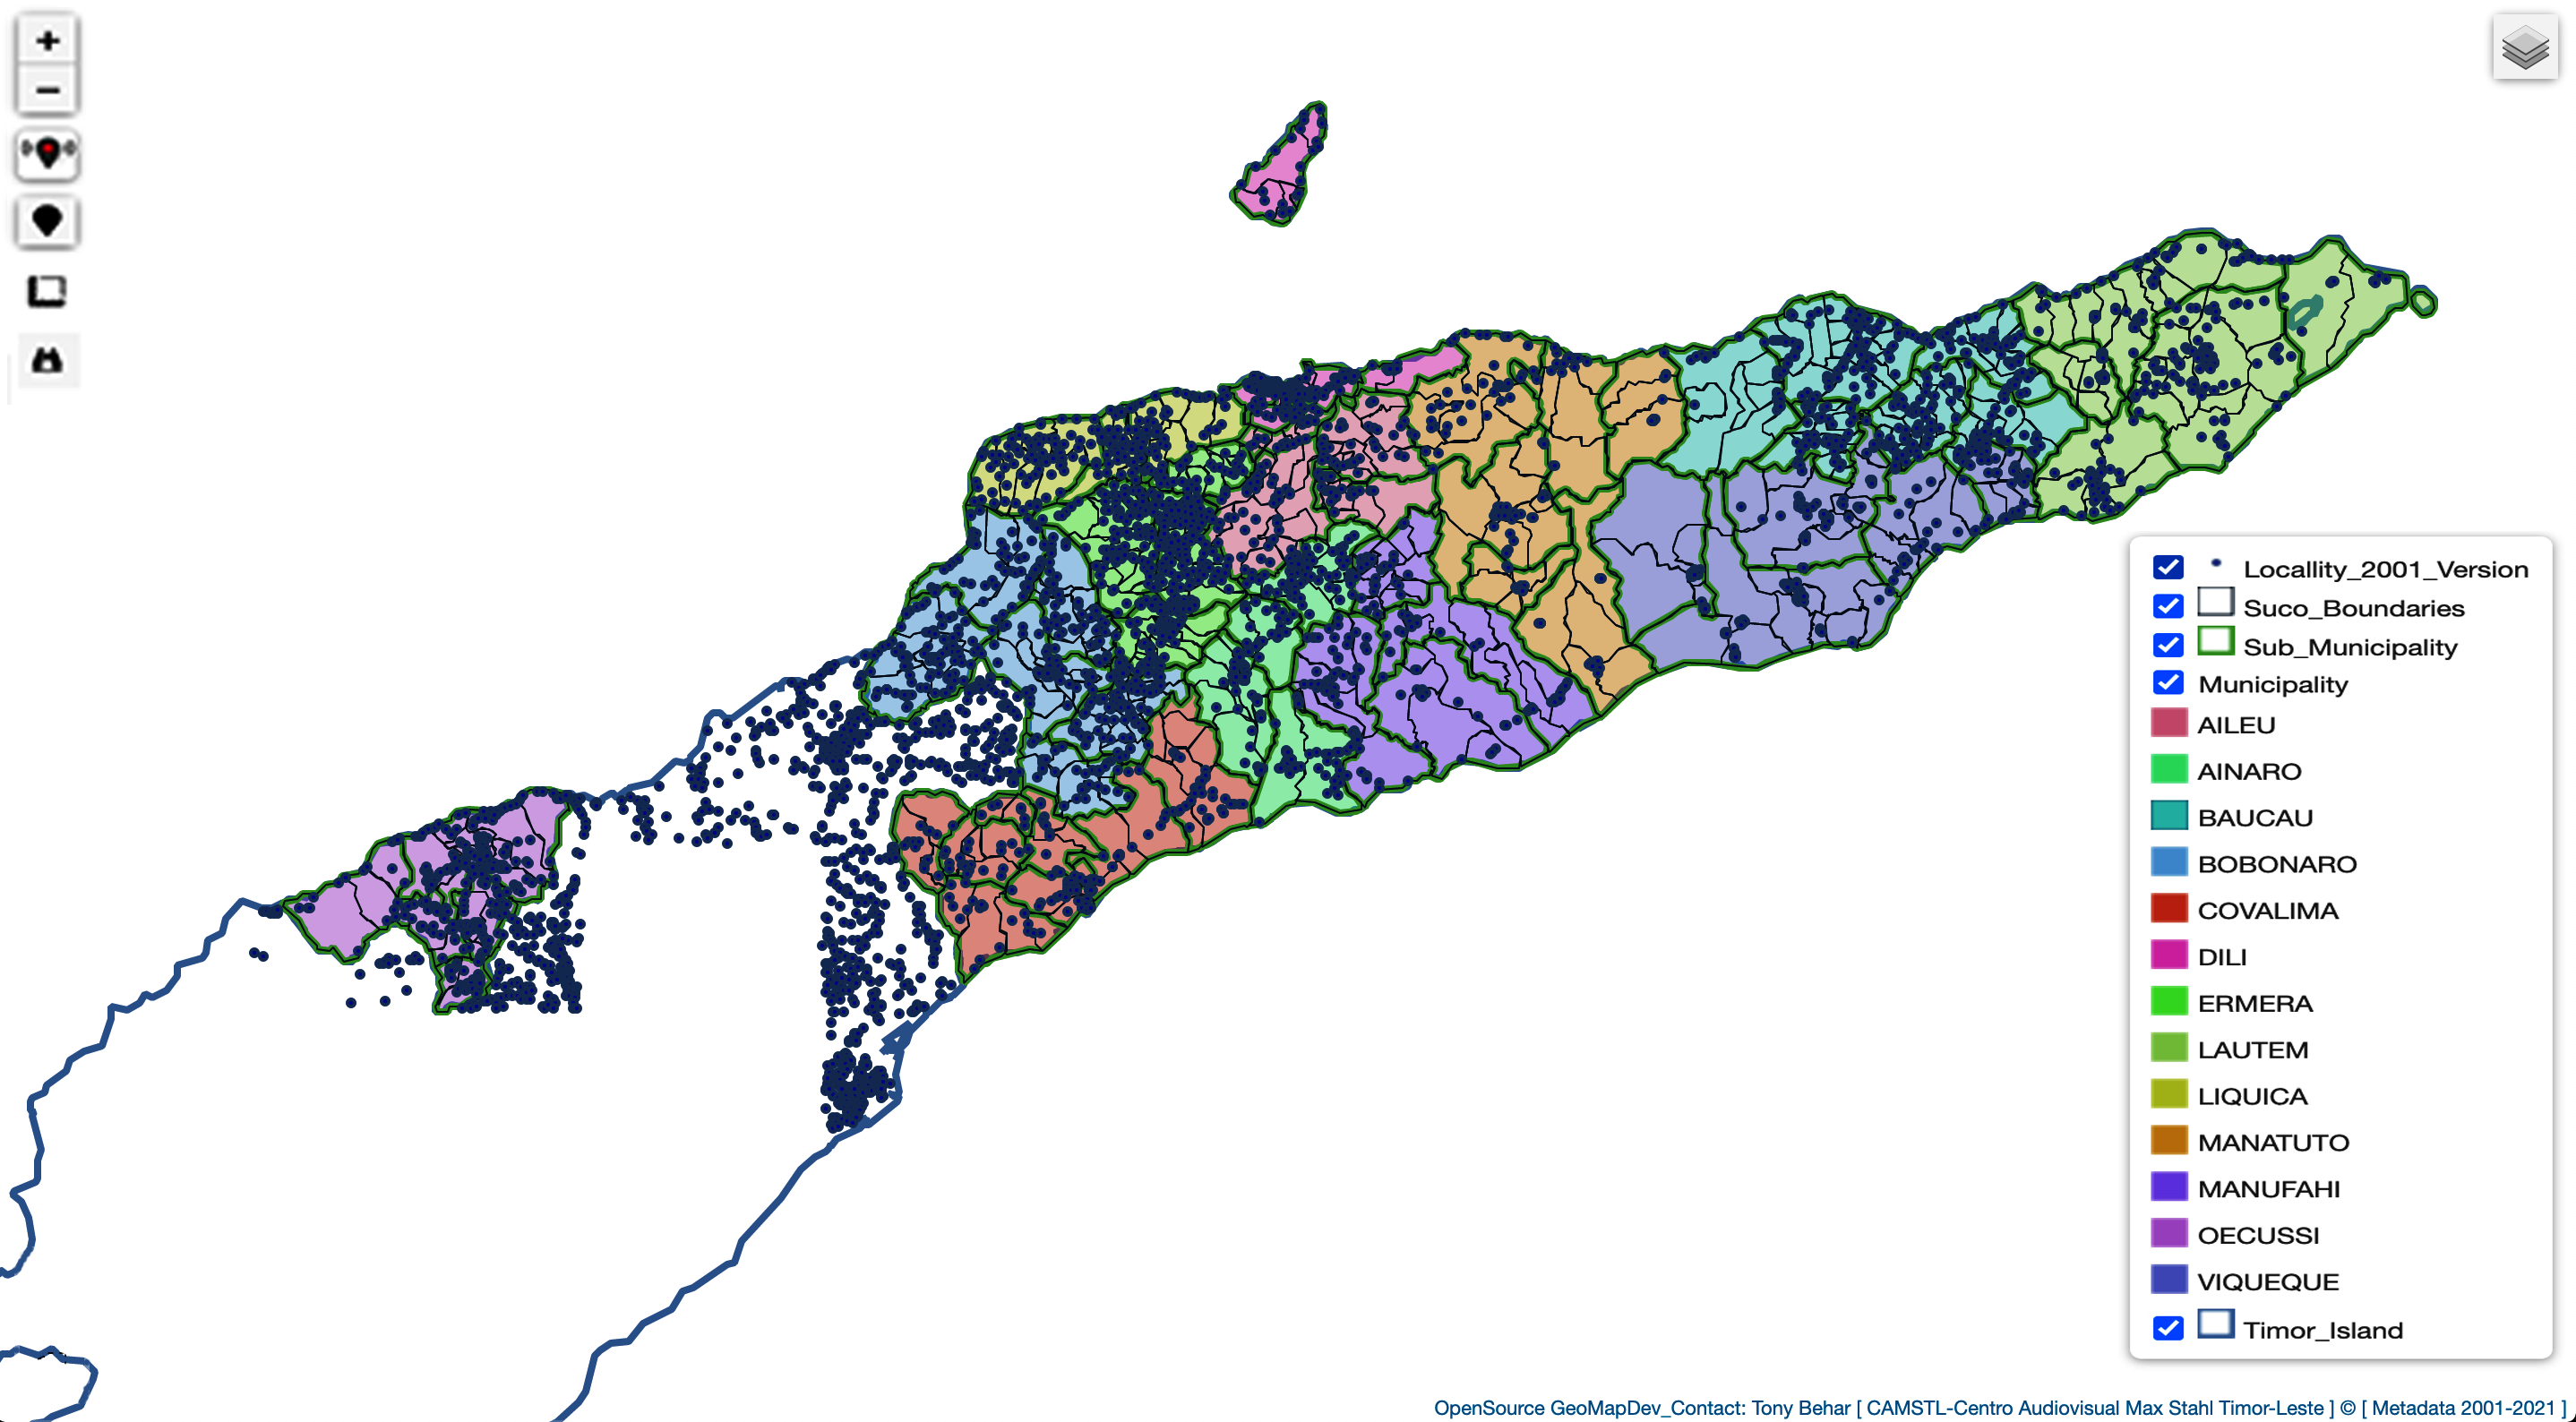 +
−
Locallity_2001_Version
Suco_Boundaries
Sub_Municipality
Municipality
AILEU
AINARO
BAUCAU
BOBONARO
COVALIMA
DILI
ERMERA
LAUTEM
LIQUICA
MANATUTO
MANUFAHI
OECUSSI
VIQUEQUE
Timor_Island
OpenSource GeoMapDev_Contact: Tony Behar [ CAMSTL-Centro Audiovisual Max Stahl Timor-Leste ] © [ Metadata 2001-2021 ]